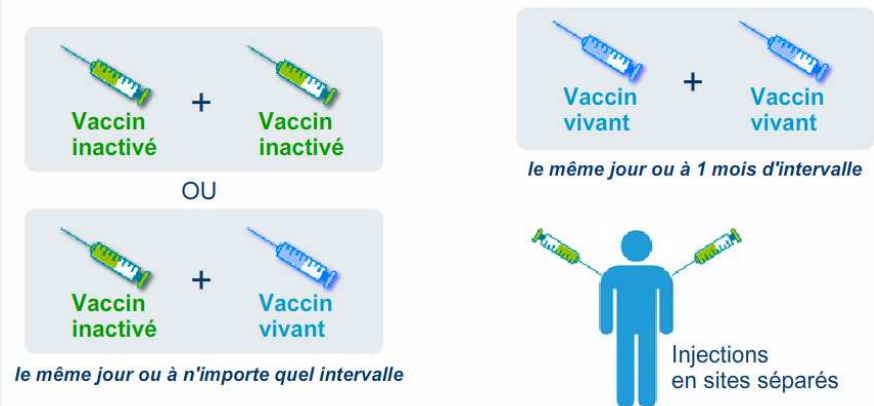 +
Vaccin
inactivé
Vaccin
inactivé
OU
+
Vaccin
inactivé
Vaccin
vivant
le même jour ou à n'importe quel intervalle
+
Vaccin
vivant
Vaccin
vivant
le même jour ou à 1 mois d'intervalle
Injections
en sites séparés